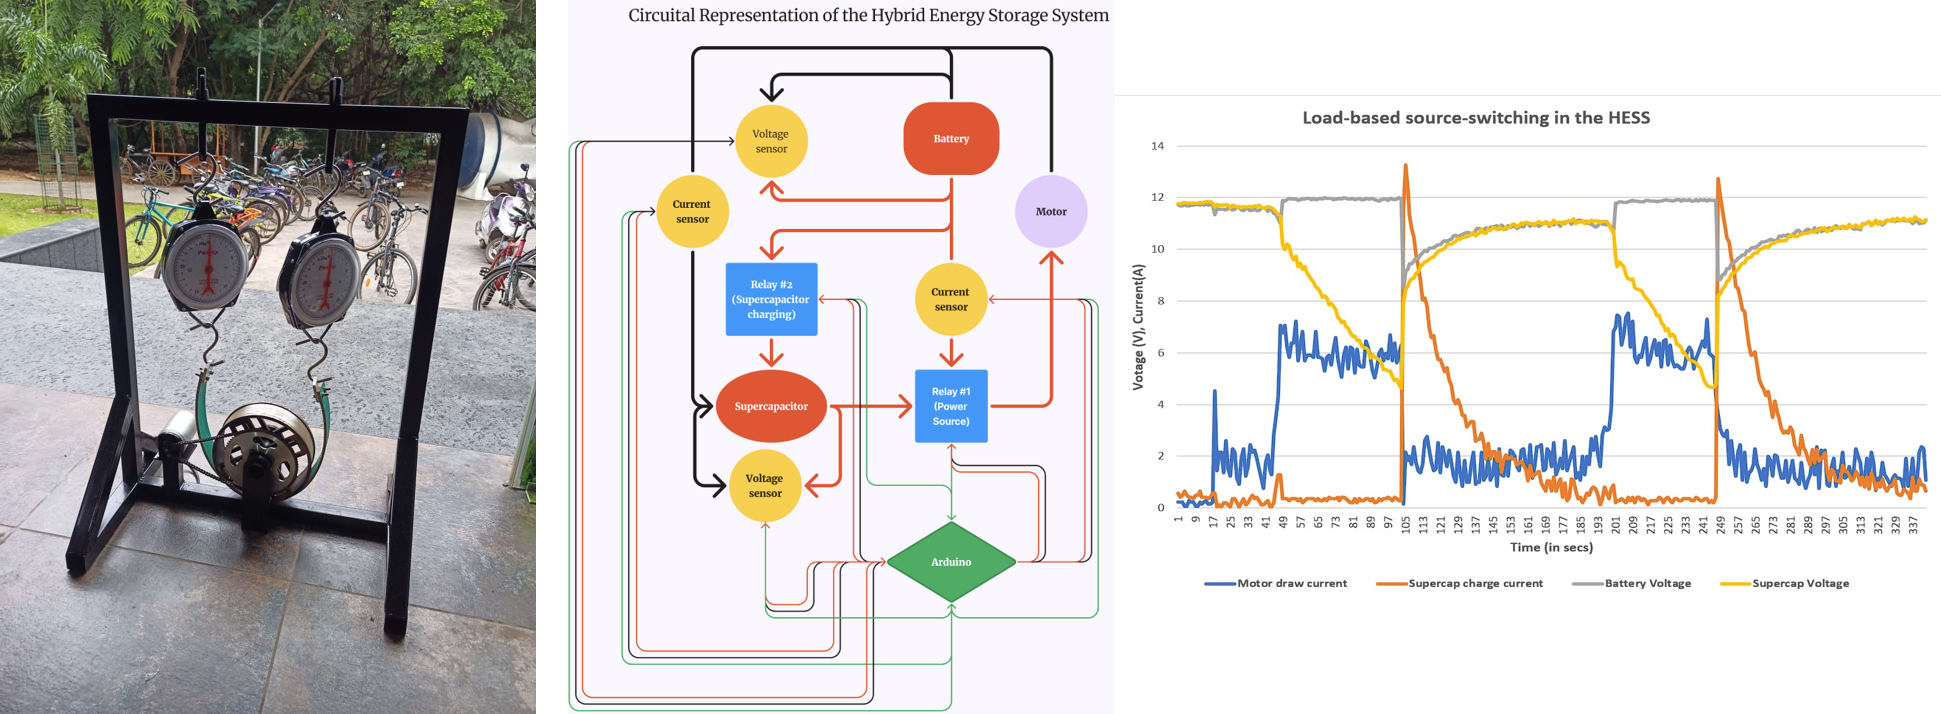 Circuital Representation of the Hybrid Energy Storage System
Voltage
sensor
Battery
Current
sensor
Motor
Relay #2
(Supercapacitor
charging)
Current
sensor
Supercapacitor
Relay #1
(Power
Source)
Voltage
sensor
Arduino
Load-based source-switching in the HESS
Votage (V), Current(A)
14
12
10
8
6
4
2
0
1 9 17 25 33 41 49 57 65 73 81 89 97 105 113 121 129 137 145 153 161 169 177 185 193 201 209 217 225 233 241 249 257 265 273 281 289 297 305 313 321 329 337
Time (in secs)
Motor draw current Supercap charge current Battery Voltage Supercap Voltage